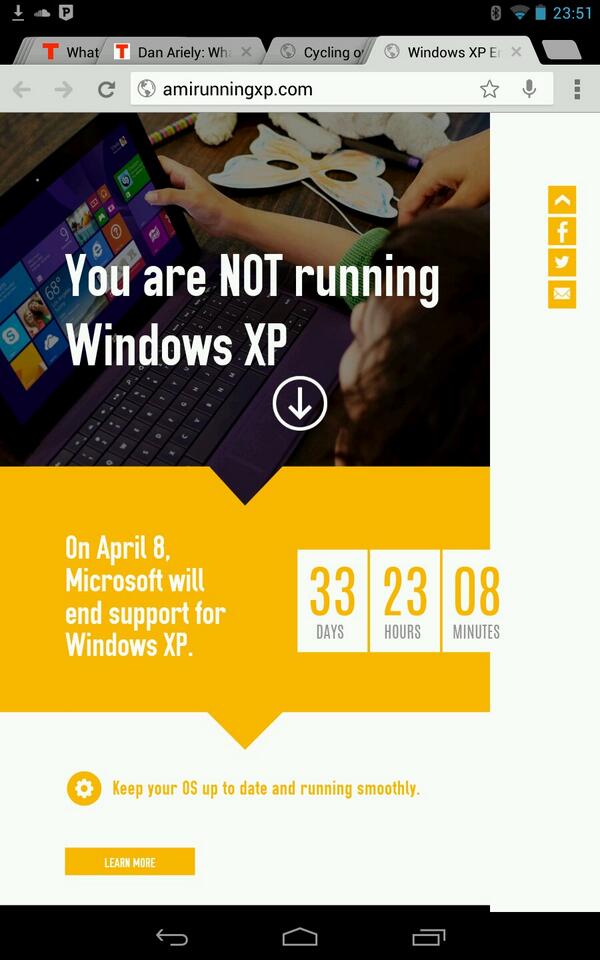 23:51
What
Dan Ariely: Wh
Cycling o
Windows XP E
amirunningxp.com
You are NOT running
Windows XP
On April 8,
Microsoft will
end support for
Windows XP.
33 23 08
DAYS HOURS MINUTES
Keep your OS up to date and running smoothly.
LEARN MORE